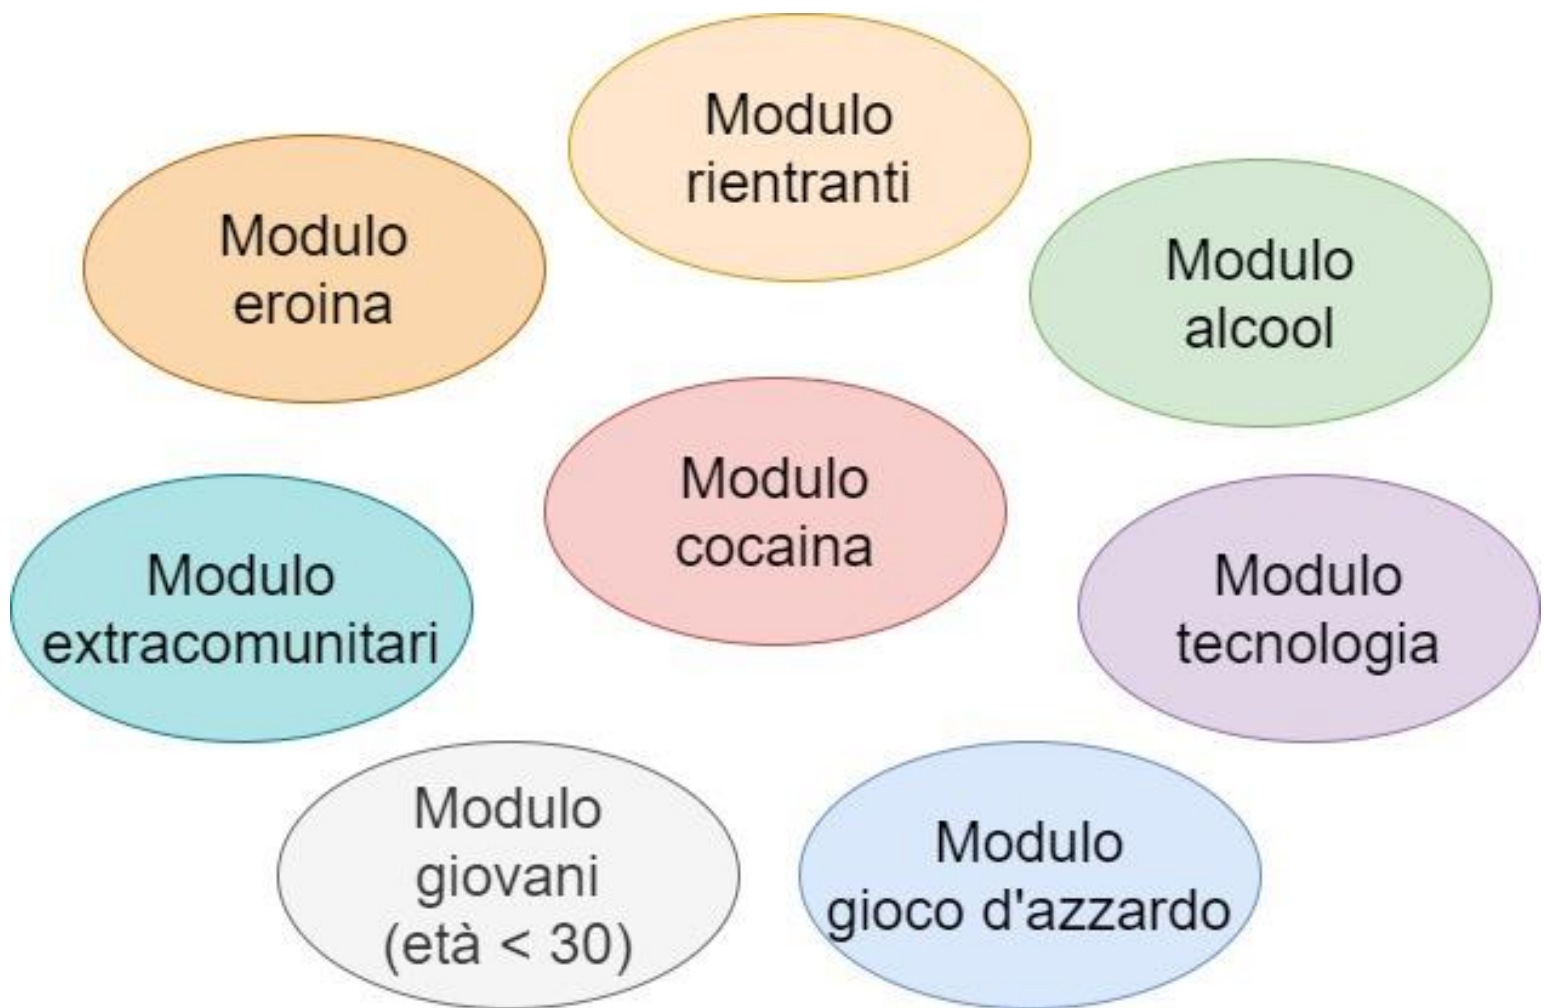 Modulo
rientranti
Modulo
eroina
Modulo
alcool
Modulo
cocaina
Modulo
extracomunitari
Modulo
tecnologia
Modulo
giovani
(età < 30)
Modulo
gioco d'azzardo